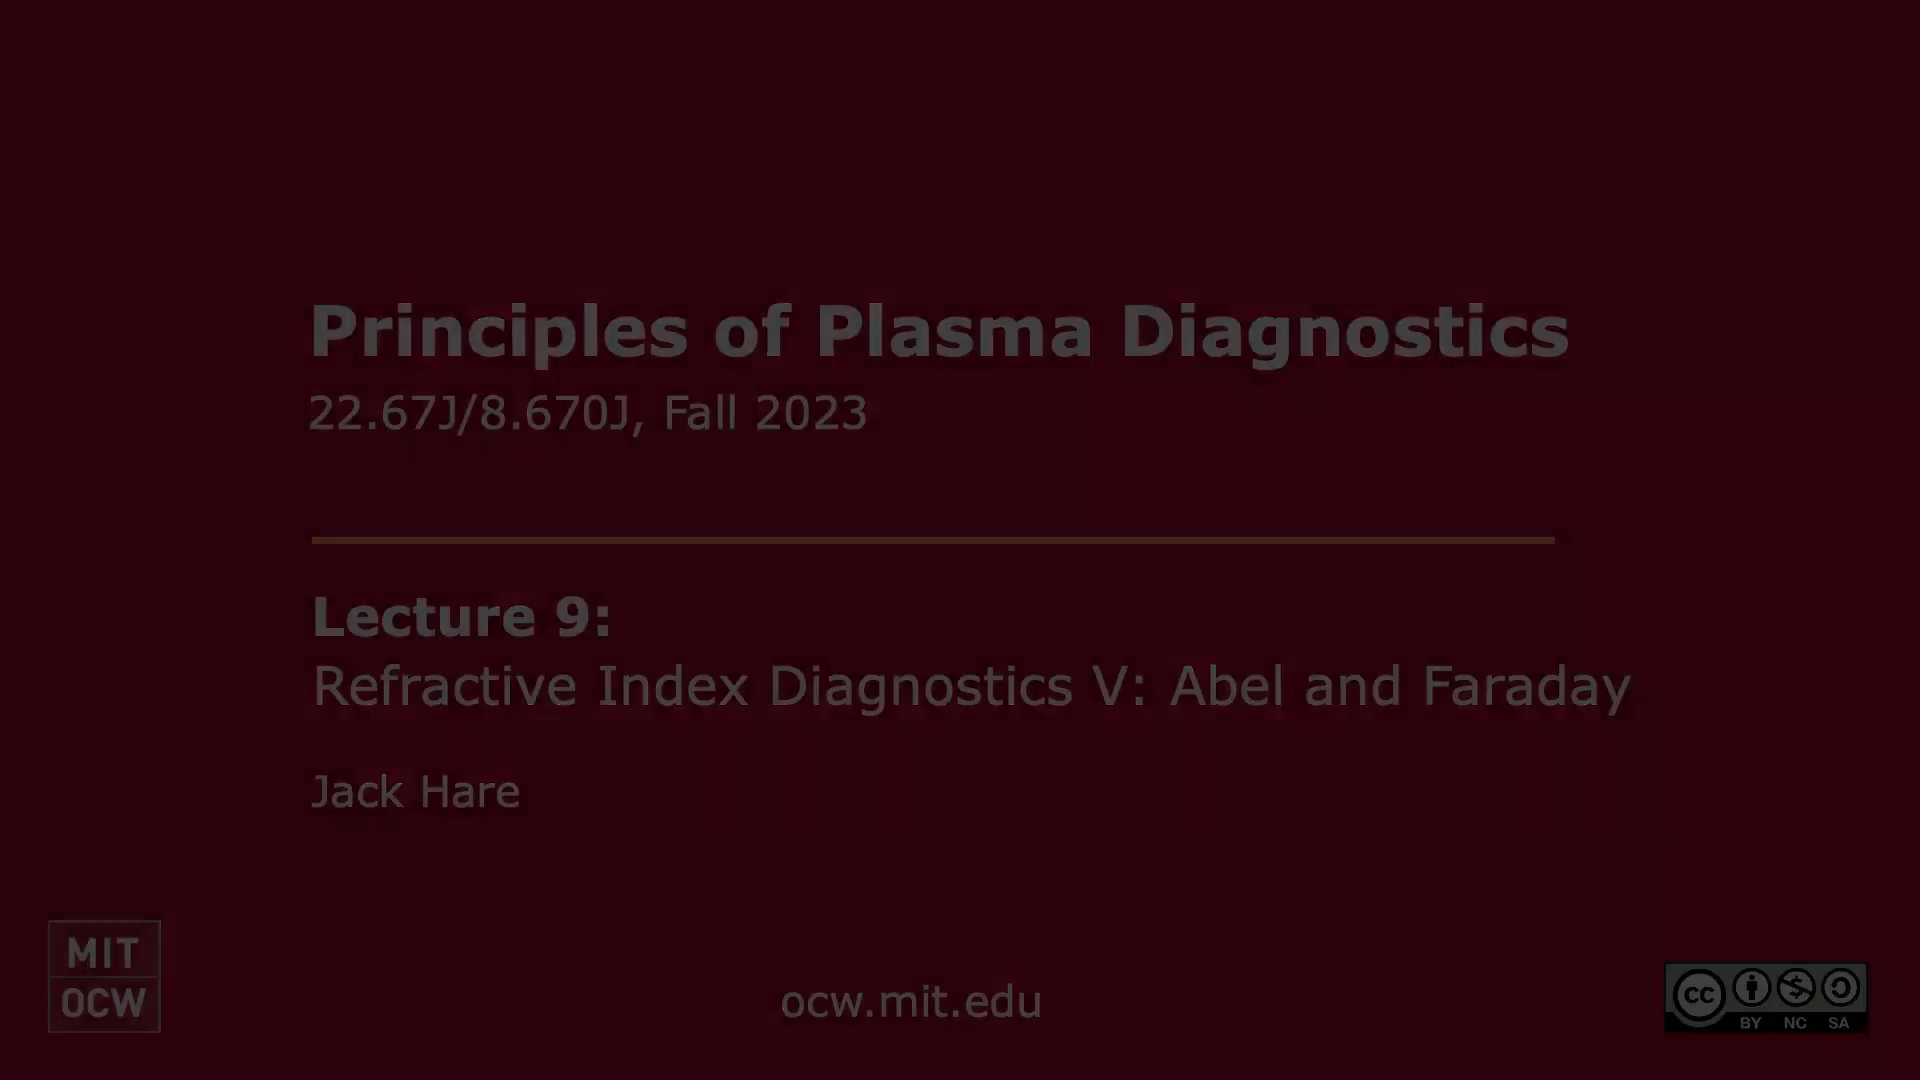 Principles of Plasma Diagnostics
22.67J/8.670J, Fall 2023
Lecture 9:
Refractive Index Diagnostics V: Abel and Faraday
Jack Hare
MIT
OCW
ocw.mit.edu
cc
BY NC SA